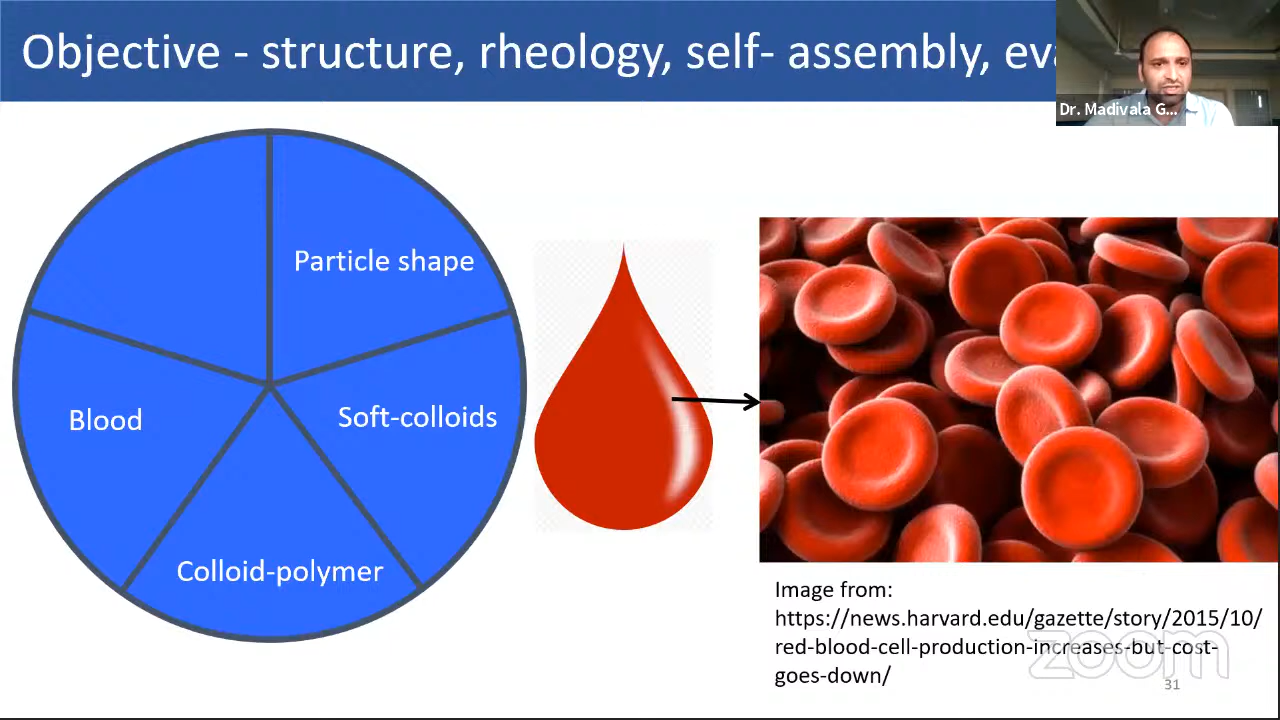 Objective - structure, rheology, self- assembly, eva
Dr. Madivala G...
Particle shape
Blood
Soft-colloids
Colloid-polymer
Image from:
https://news.harvard.edu/gazette/story/2015/10/
red-blood-cell-production-increases-but-cost-
goes-down/
zoom
31